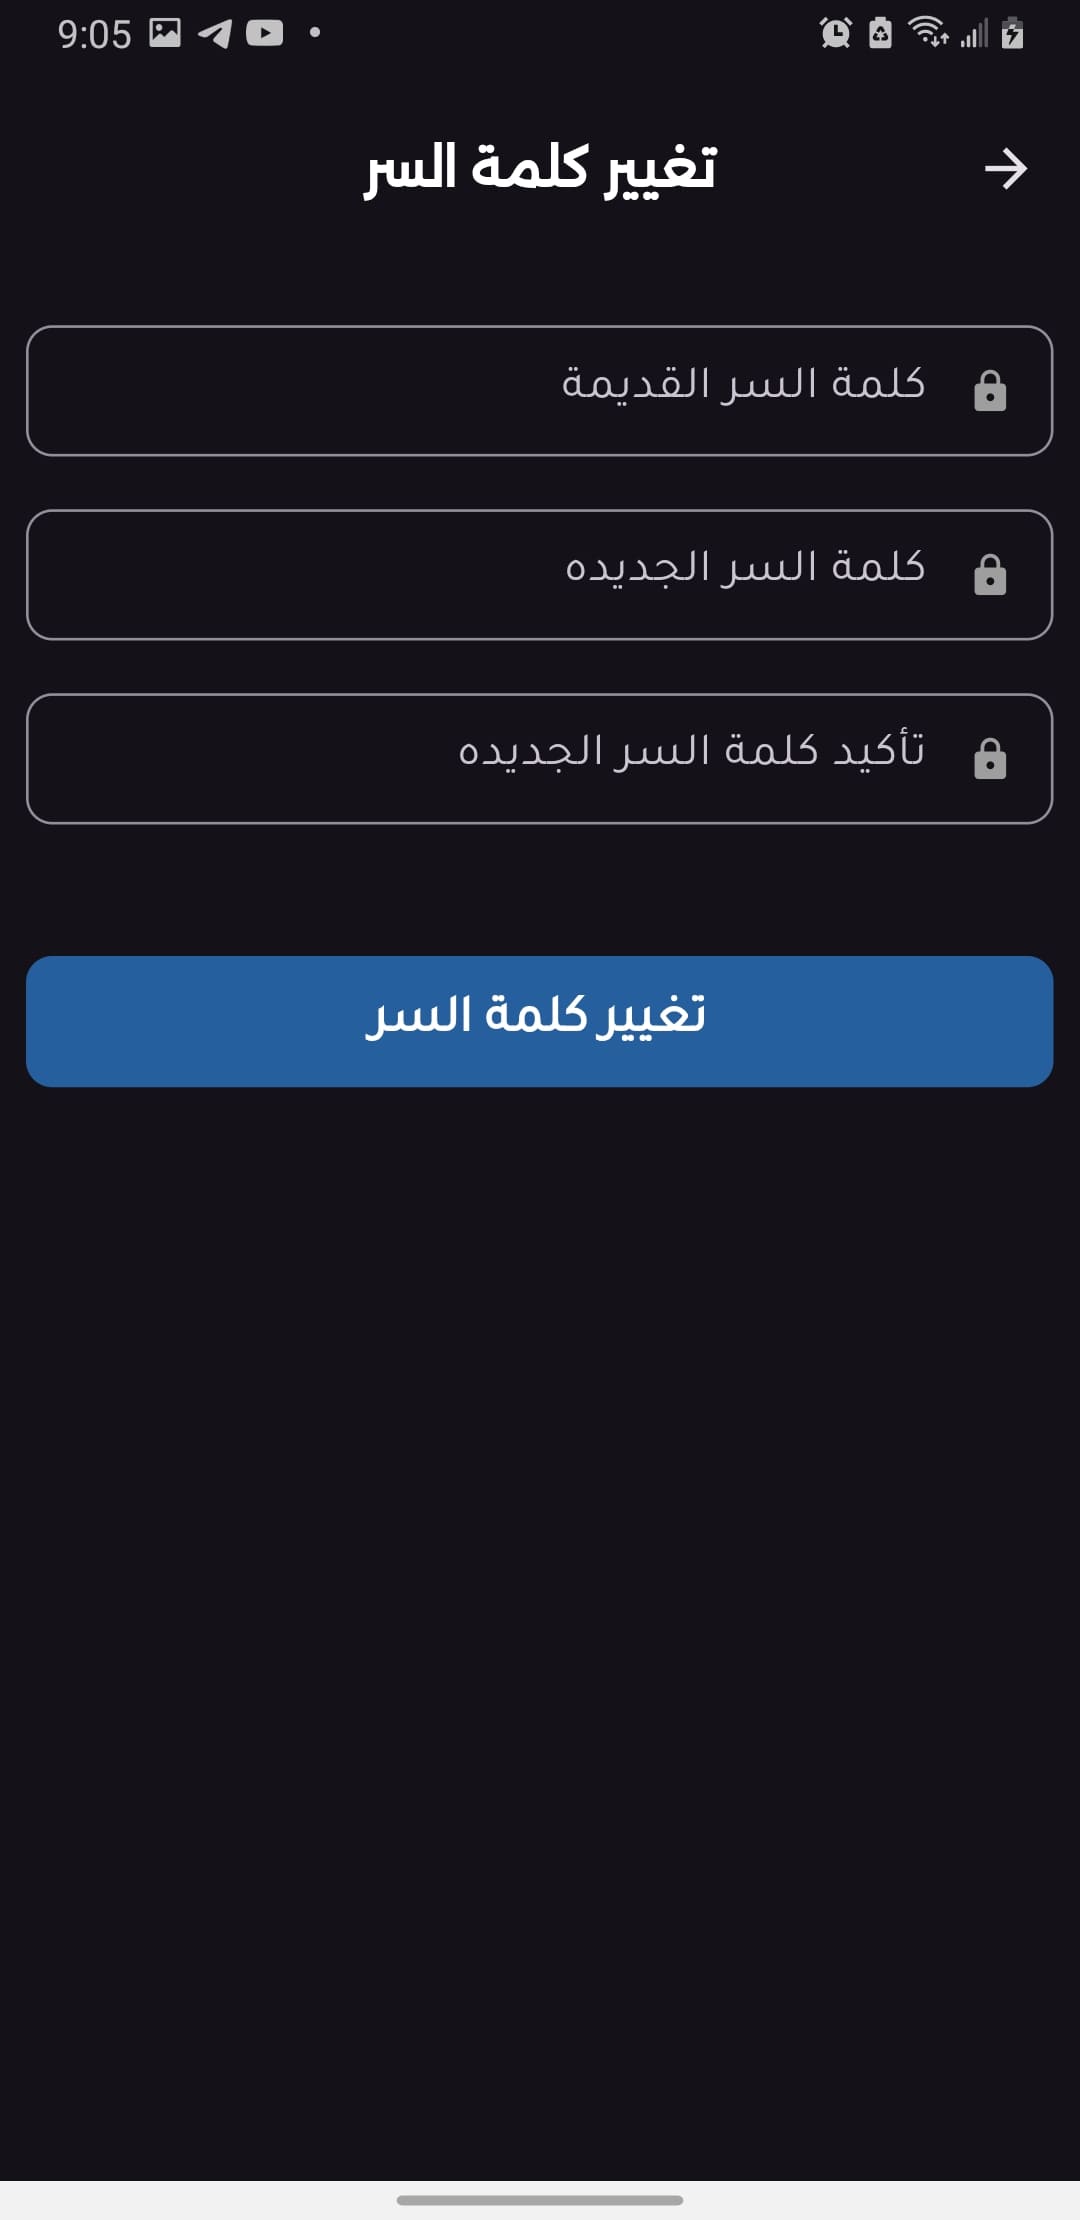 9:05
تغيير كلمة السر
كلمة السر القديمة
كلمة السر الجديده
تأكيد كلمة السر الجديده
تغيير كلمة السر